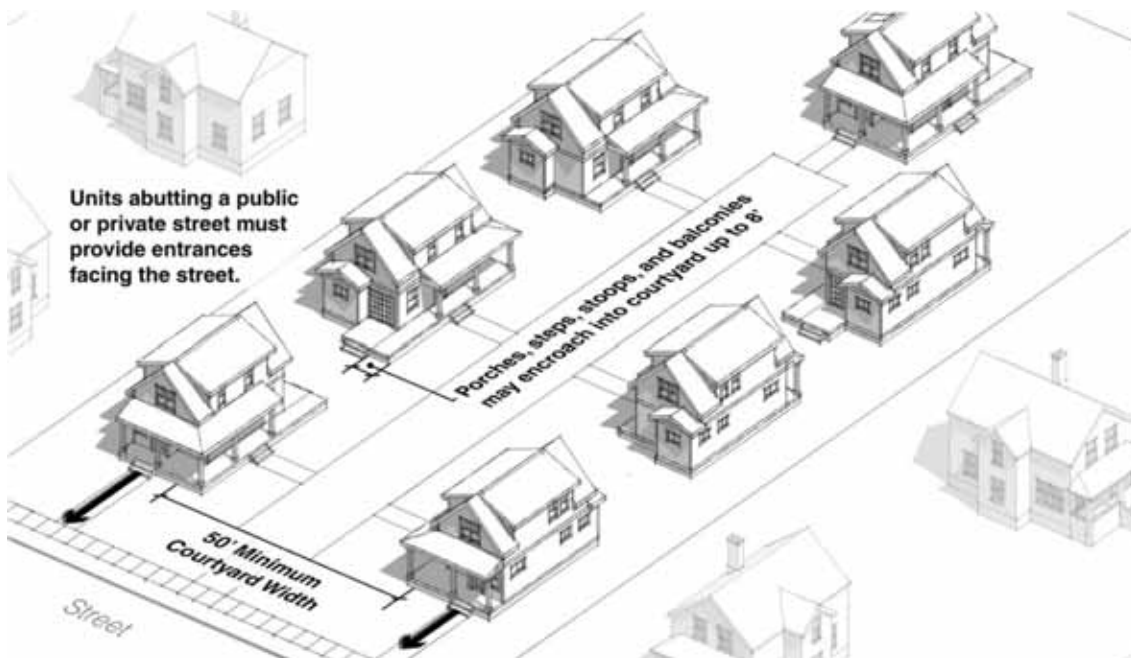 Units abutting a public
or private street must
provide entrances
facing the street.
Porches, steps, stoops, and balconies
may encroach into courtyard up to 8'
50' Minimum
Courtyard Width
Street